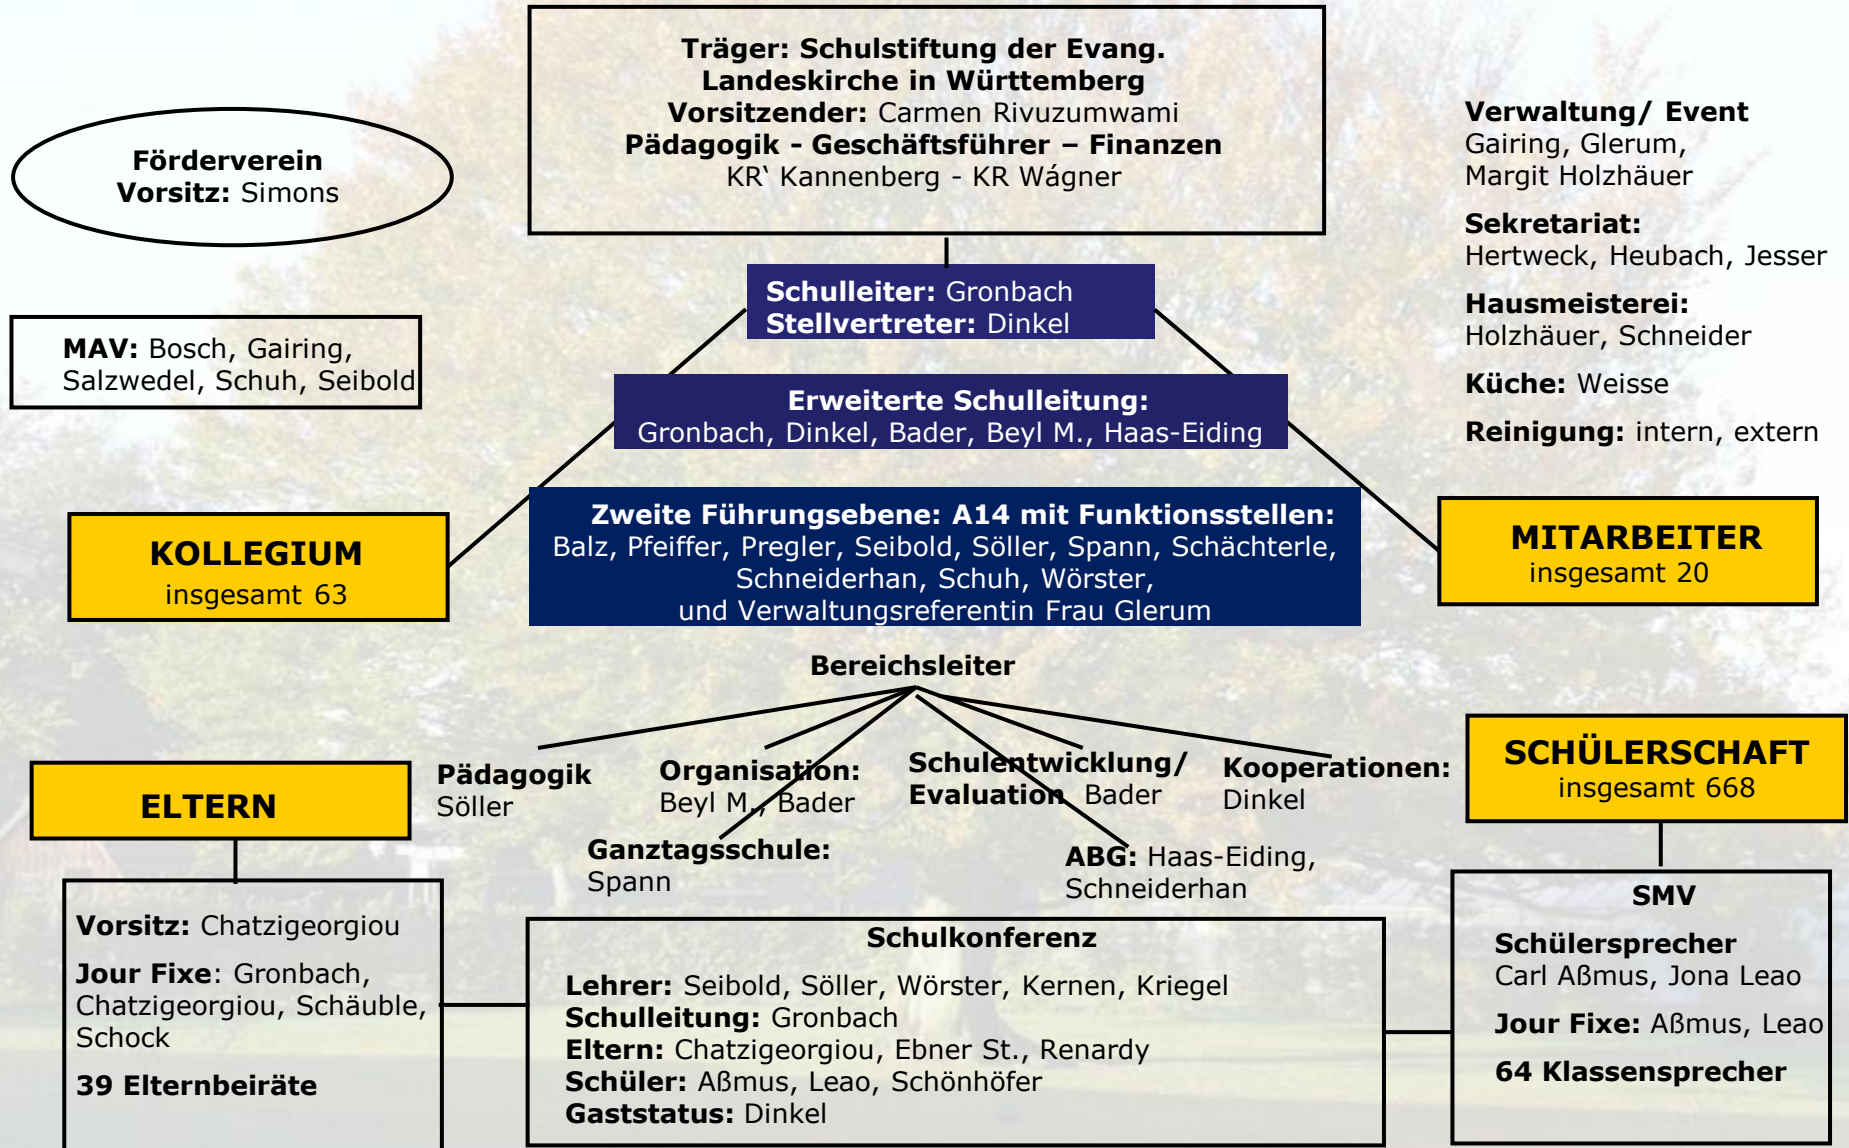 Träger: Schulstiftung der Evang.
Landeskirche in Württemberg
Vorsitzender: Carmen Rivuzumwami
Pädagogik - Geschäftsführer – Finanzen
KR‘ Kannenberg - KR Wágner
Förderverein
Vorsitz: Simons
Verwaltung/ Event
Gairing, Glerum,
Margit Holzhäuer
Sekretariat:
Hertweck, Heubach, Jesser
Hausmeisterei:
Holzhäuer, Schneider
Küche: Weisse
Reinigung: intern, extern
Schulleiter: Gronbach
Stellvertreter: Dinkel
MAV: Bosch, Gairing,
Salzwedel, Schuh, Seibold
Erweiterte Schulleitung:
Gronbach, Dinkel, Bader, Beyl M., Haas-Eiding
Zweite Führungsebene: A14 mit Funktionsstellen:
Balz, Pfeiffer, Pregler, Seibold, Söller, Spann, Schächterle,
Schneiderhan, Schuh, Wörster,
und Verwaltungsreferentin Frau Glerum
KOLLEGIUM
insgesamt 63
MITARBEITER
insgesamt 20
Bereichsleiter
Pädagogik
Söller
Organisation:
Beyl M., Bader
Schulentwicklung/
Evaluation Bader
Kooperationen:
Dinkel
Ganztagsschule:
Spann
ABG: Haas-Eiding,
Schneiderhan
ELTERN
SCHÜLERSCHAFT
insgesamt 668
Vorsitz: Chatzigeorgiou
Jour Fixe: Gronbach,
Chatzigeorgiou, Schäuble,
Schock
39 Elternbeiräte
Schulkonferenz
Lehrer: Seibold, Söller, Wörster, Kernen, Kriegel
Schulleitung: Gronbach
Eltern: Chatzigeorgiou, Ebner St., Renardy
Schüler: Aßmus, Leao, Schönhöfer
Gaststatus: Dinkel
SMV
Schülersprecher
Carl Aßmus, Jona Leao
Jour Fixe: Aßmus, Leao
64 Klassensprecher